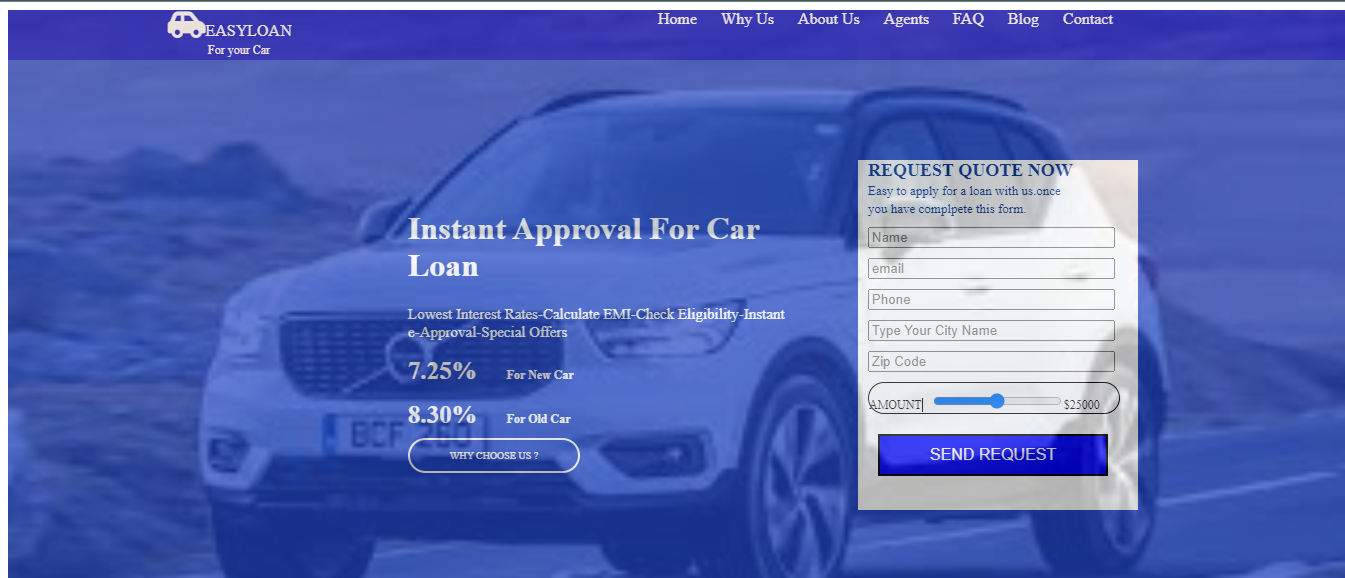 EASYLOAN
For your Car
Home Why Us About Us Agents FAQ Blog Contact
Instant Approval For Car
Loan
Lowest Interest Rates-Calculate EMI-Check Eligibility-Instant
e-Approval-Special Offers
7.25% For New Car
8.30% For Old Car
WHY CHOOSE US ?
REQUEST QUOTE NOW
Easy to apply for a loan with us.once
you have complpete this form.
Name
email
Phone
Type Your City Name
Zip Code
AMOUNT| $25000
SEND REQUEST
BCF